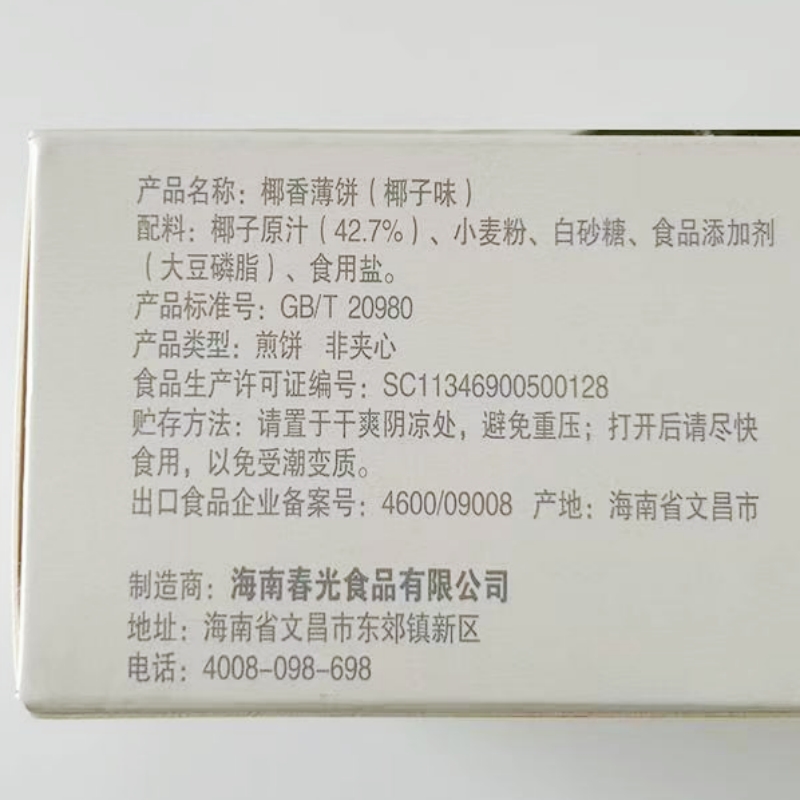 产品名称：椰香薄饼（椰子味）
配料：椰子原汁（42.7%）、小麦粉、白砂糖、食品添加剂
（大豆磷脂）、食用盐。
产品标准号：GB/T 20980
产品类型：煎饼 非夹心
食品生产许可证编号：SC11346900500128
贮存方法：请置于干爽阴凉处，避免重压；打开后请尽快
食用，以免受潮变质。
出口食品企业备案号：4600/09008 产地：海南省文昌市
制造商：海南春光食品有限公司
地址：海南省文昌市东郊镇新区
电话：4008-098-698